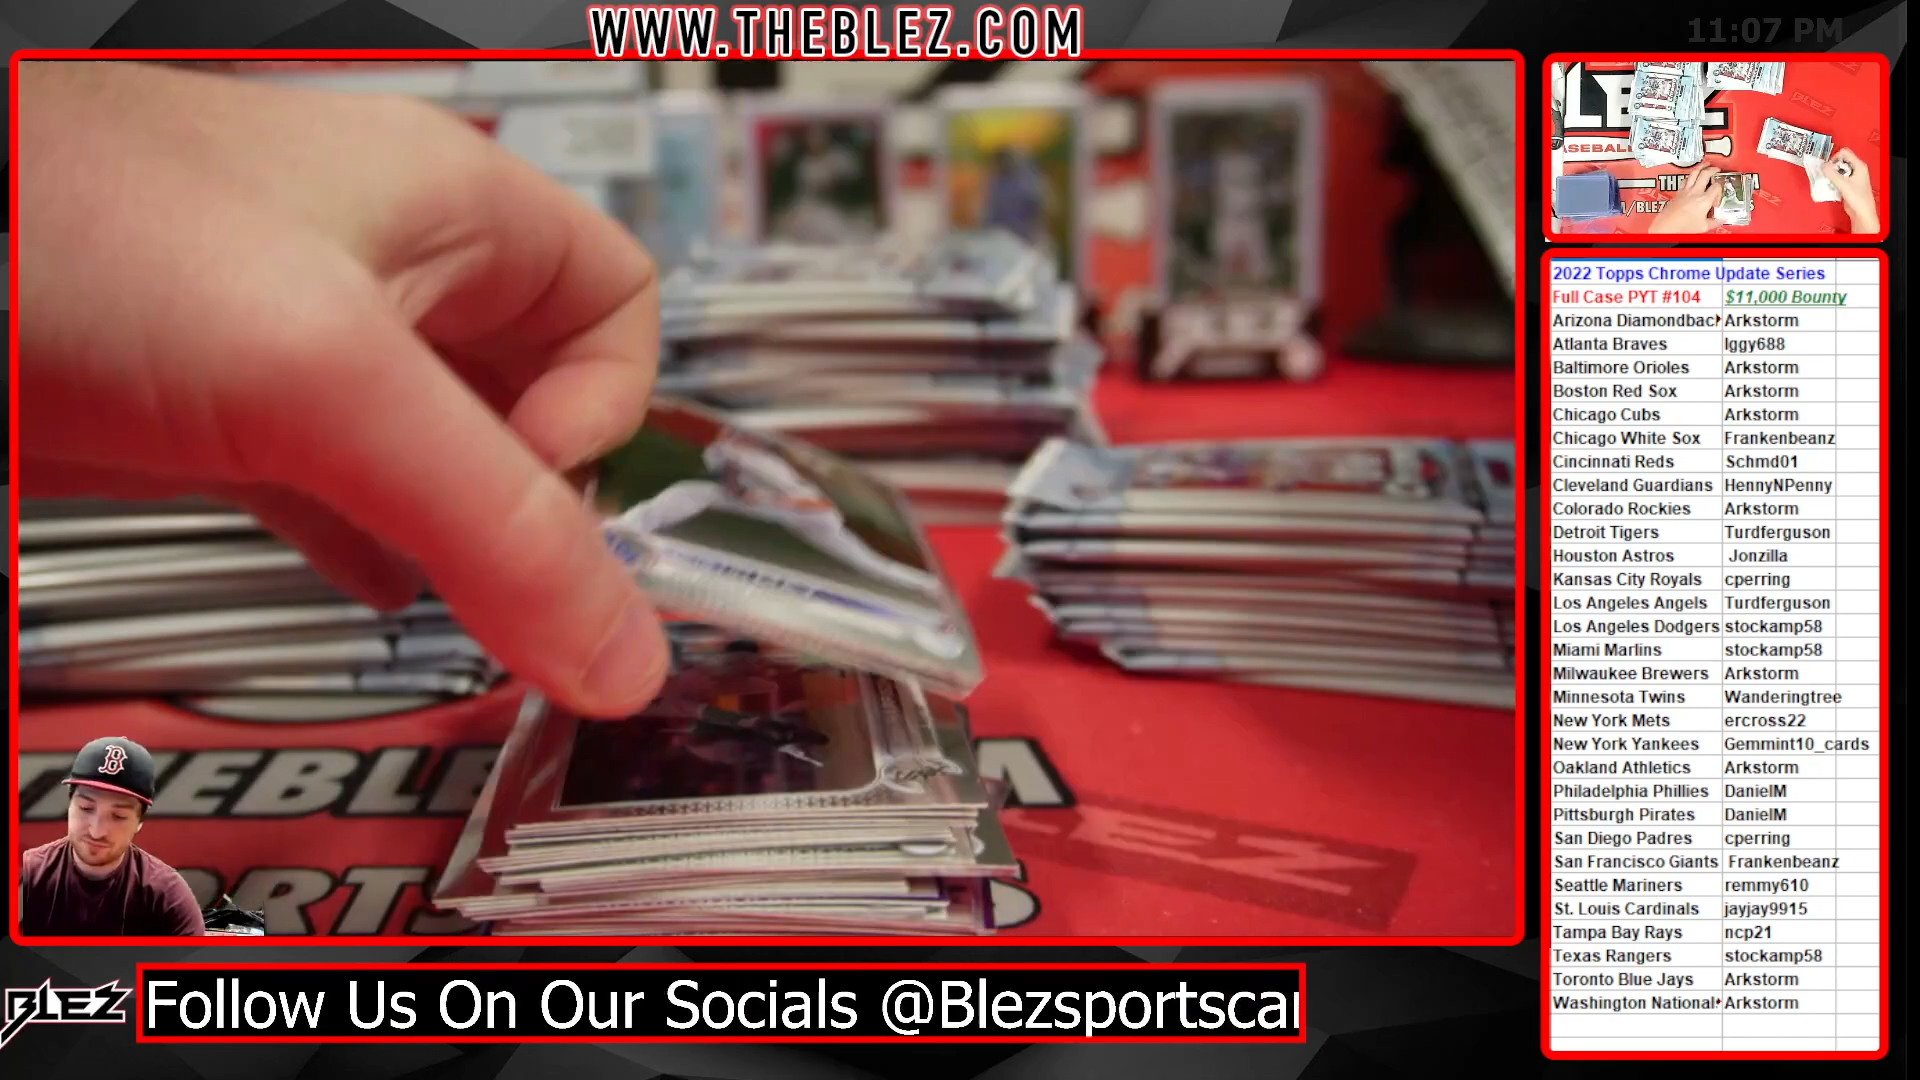 WWW.THEBLEZ.COM
11:07 PM
2022 Topps Chrome Update Series
Full Case PYT #104 $11,000 Bounty
Arizona Diamondback Arkstorm
Atlanta Braves Iggy688
Baltimore Orioles Arkstorm
Boston Red Sox Arkstorm
Chicago Cubs Arkstorm
Chicago White Sox Frankenbeanz
Cincinnati Reds Schmd01
Cleveland Guardians HennyNPenny
Colorado Rockies Arkstorm
Detroit Tigers Turdferguson
Houston Astros Jonzilla
Kansas City Royals cperring
Los Angeles Angels Turdferguson
Los Angeles Dodgers stockamp58
Miami Marlins stockamp58
Milwaukee Brewers Arkstorm
Minnesota Twins Wanderingtree
New York Mets ercross22
New York Yankees Gemmint10_cards
Oakland Athletics Arkstorm
Philadelphia Phillies DanielM
Pittsburgh Pirates DanielM
San Diego Padres cperring
San Francisco Giants Frankenbeanz
Seattle Mariners remmy610
St. Louis Cardinals jayjay9915
Tampa Bay Rays ncp21
Texas Rangers stockamp58
Toronto Blue Jays Arkstorm
Washington National Arkstorm
THEBLE M
BLEZ
ORTS
B
BLEZ
Follow Us On Our Socials @Blezsportscar